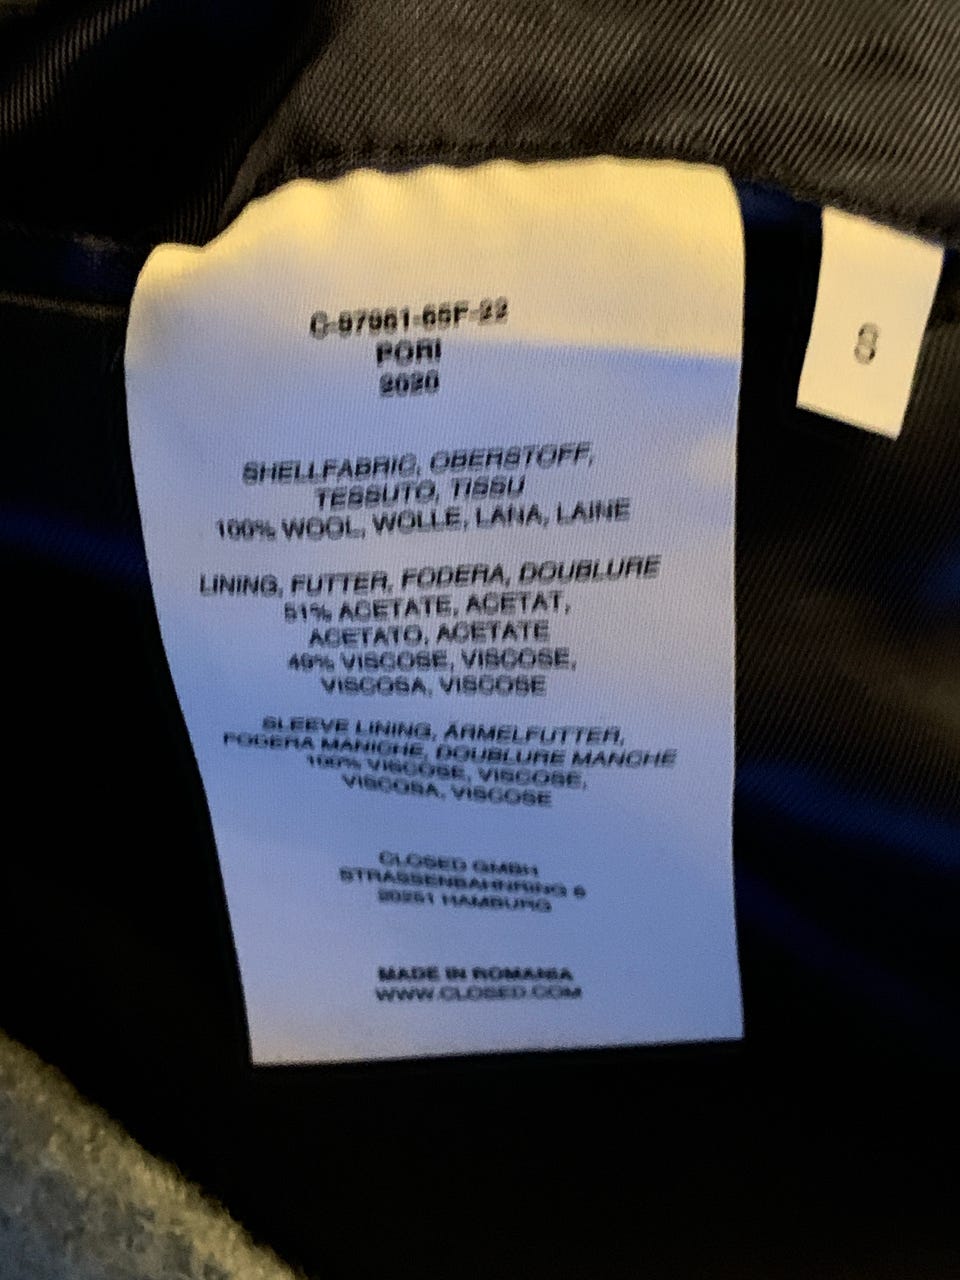 C-97961-65F-22
PORI
2020
SHELLFABRIC, OBERSTOFF,
TESSUTO, TISSU
100% WOOL, WOLLE, LANA, LAINE
LINING, FUTTER, FODERA, DOUBLURE
51% ACETATE, ACETAT,
ACETATO, ACETATE
49% VISCOSE, VISCOSE,
VISCOSA, VISCOSE
SLEEVE LINING, ÄRMELFUTTER,
FODERA MANICHE, DOUBLURE MANCHE
100% VISCOSE, VISCOSE,
VISCOSA, VISCOSE
CLOSED GMBH
STRASSENBAHNRING 6
20251 HAMBURG
MADE IN ROMANIA
WWW.CLOSED.COM
S